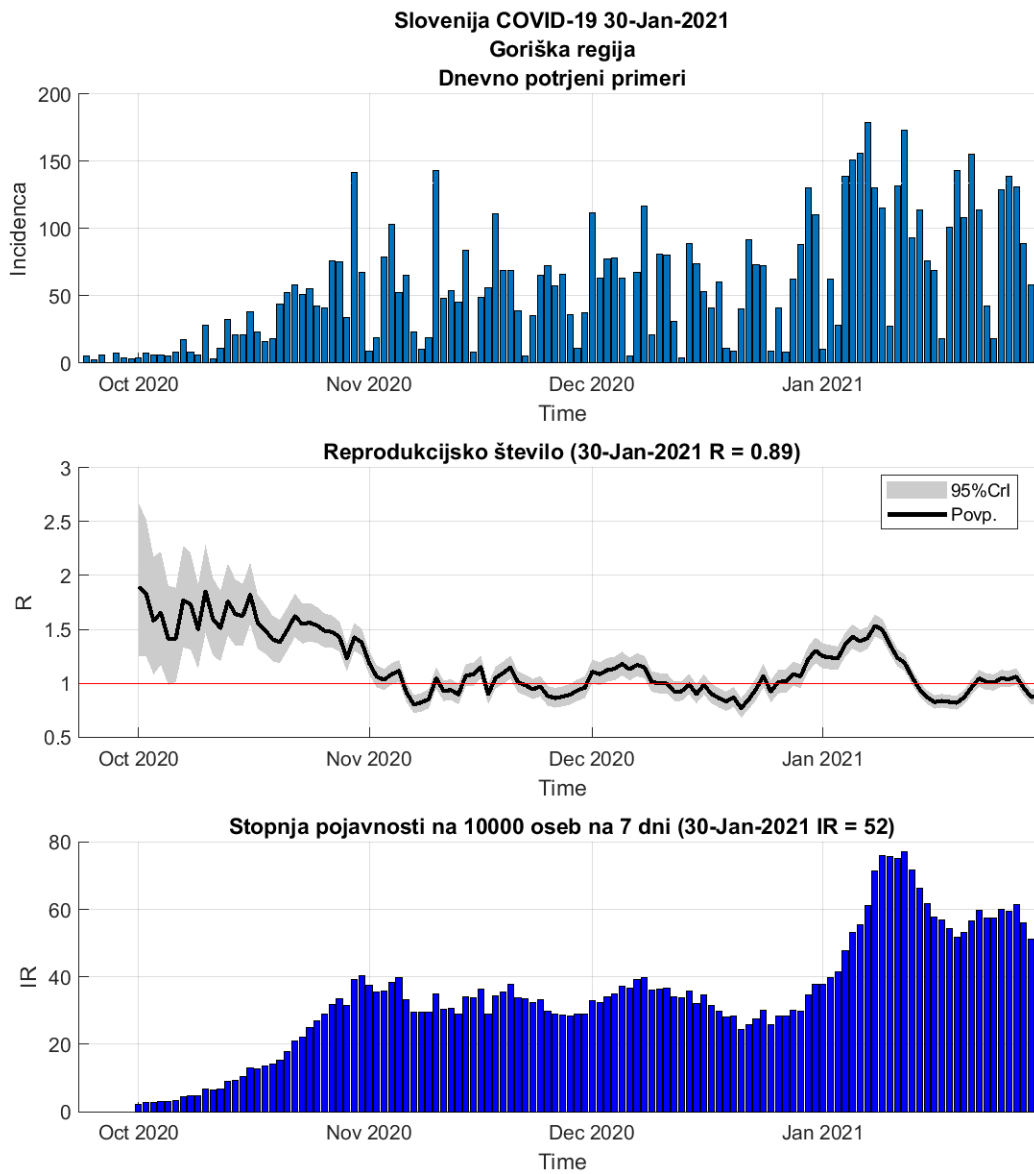 Slovenija COVID-19 30-Jan-2021
Goriška regija
Dnevno potrjeni primeri
200
150
100
50
0
Incidenca
Oct 2020 Nov 2020 Dec 2020 Jan 2021
Time
Reprodukcijsko število (30-Jan-2021 R = 0.89)
3
2.5
2
1.5
1
0.5
R
95%CrI
Povp.
Oct 2020 Nov 2020 Dec 2020 Jan 2021
Time
Stopnja pojavnosti na 10000 oseb na 7 dni (30-Jan-2021 IR = 52)
80
60
40
20
0
IR
Oct 2020 Nov 2020 Dec 2020 Jan 2021
Time